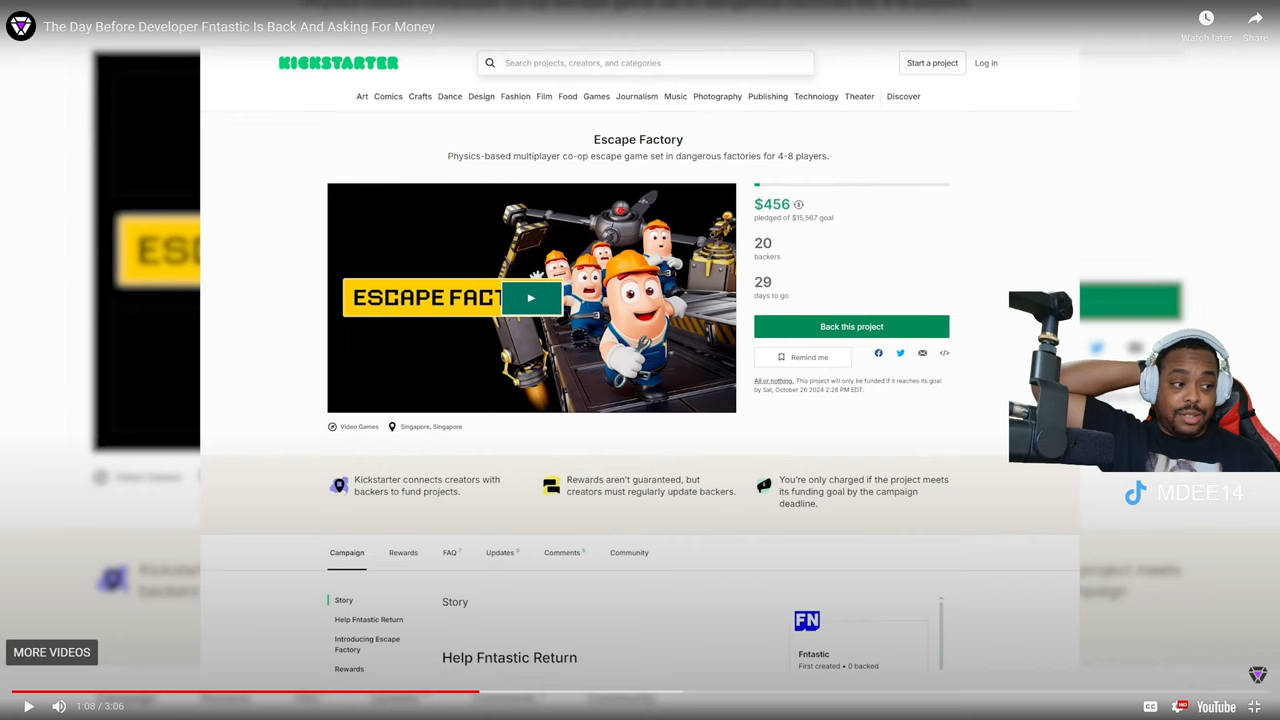 The Day Before Developer Fntastic Is Back And Asking For Money
Watch later
Share
KICKSTARTER
Search projects, creators, and categories
Start a project
Log in
Art Comics Crafts Dance Design Fashion Film Food Games Journalism Music Photography Publishing Technology Theater Discover
Escape Factory
Physics-based multiplayer co-op escape game set in dangerous factories for 4-8 players.
ESCAPE FACT
$456
pledged of $15,567 goal
20
backers
29
days to go
Back this project
Remind me
All or nothing. This project will only be funded if it reaches its goal
by Sat, October 26 2024 2:28 PM EDT.
Video Games
Singapore, Singapore
Kickstarter connects creators with
backers to fund projects.
Rewards aren't guaranteed, but
creators must regularly update backers.
You're only charged if the project meets
its funding goal by the campaign
deadline.
MDEE14
Campaign
Rewards
FAQ
Updates
Comments
Community
Story
Help Fntastic Return
Introducing Escape
Factory
Rewards
Story
Help Fntastic Return
FN
Fntastic
First created • 0 backed
MORE VIDEOS
1:08 / 3:06
CC
HD
YouTube